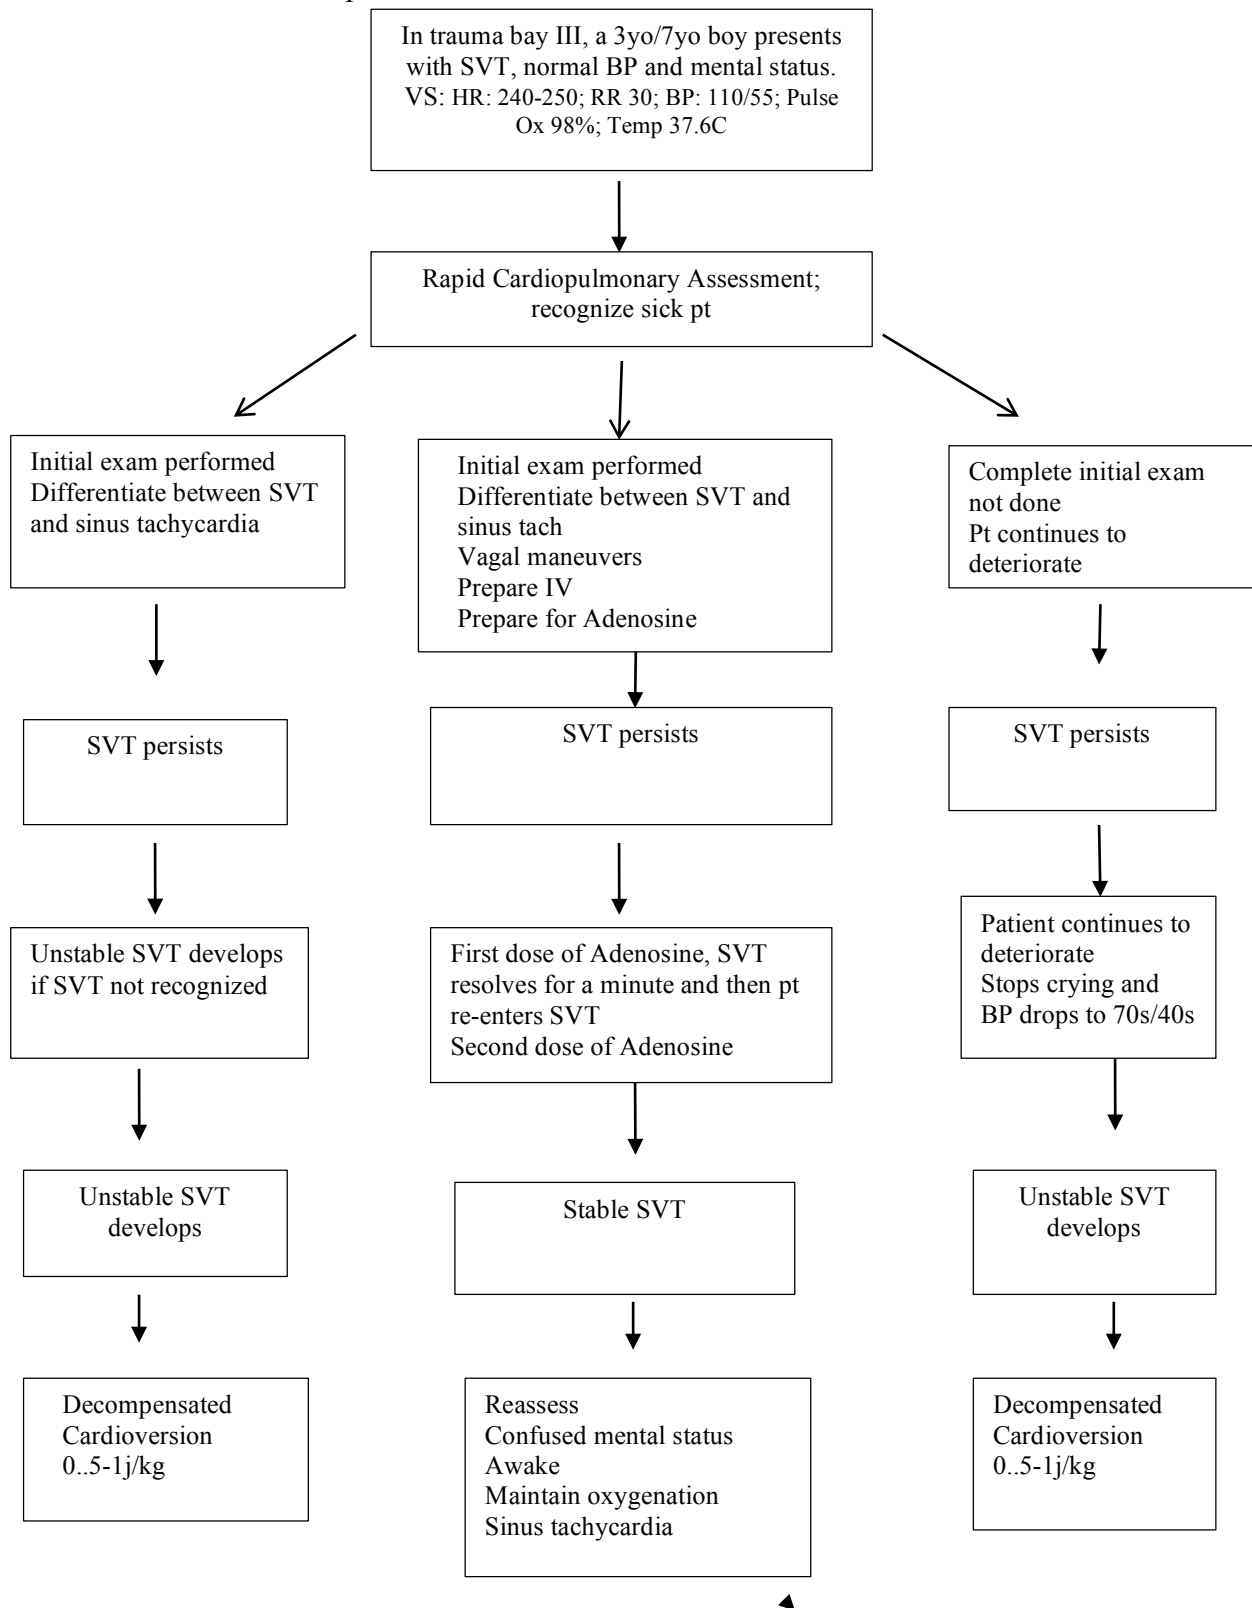 In trauma bay III, a 3yo/7yo boy presents
with SVT, normal BP and mental status.
VS: HR: 240-250; RR 30; BP: 110/55; Pulse
Ox 98%; Temp 37.6C
Rapid Cardiopulmonary Assessment;
recognize sick pt
Initial exam performed
Differentiate between SVT
and sinus tachycardia
Initial exam performed
Differentiate between SVT and
sinus tach
Vagal maneuvers
Prepare IV
Prepare for Adenosine
Complete initial exam
not done
Pt continues to
deteriorate
SVT persists
SVT persists
SVT persists
Unstable SVT develops
if SVT not recognized
First dose of Adenosine, SVT
resolves for a minute and then pt
re-enters SVT
Second dose of Adenosine
Patient continues to
deteriorate
Stops crying and
BP drops to 70s/40s
Unstable SVT
develops
Stable SVT
Unstable SVT
develops
Decompensated
Cardioversion
0..5-1j/kg
Reassess
Confused mental status
Awake
Maintain oxygenation
Sinus tachycardia
Decompensated
Cardioversion
0..5-1j/kg